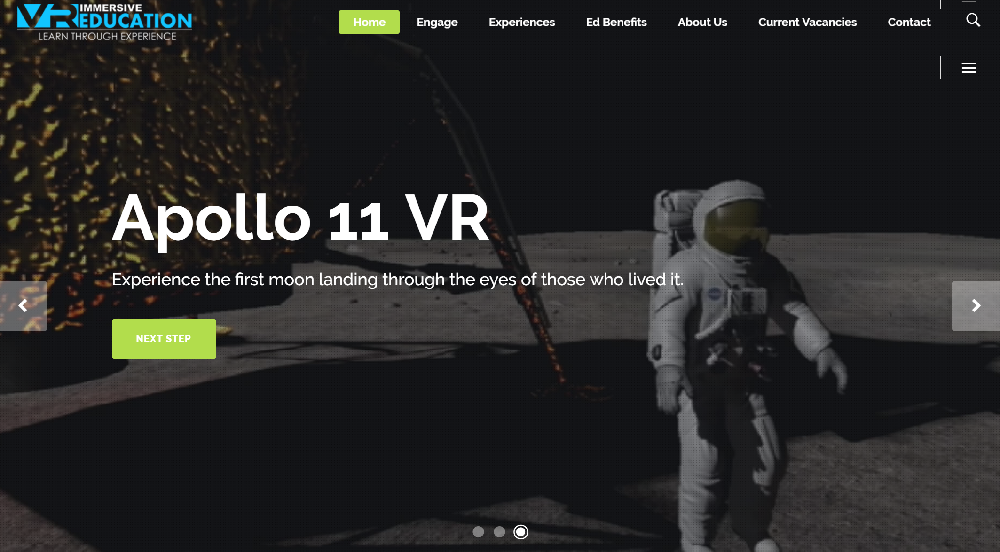 IMMERSIVE
VR EDUCATION
LEARN THROUGH EXPERIENCE
Home Engage Experiences Ed Benefits About Us Current Vacancies Contact
Apollo 11 VR
Experience the first moon landing through the eyes of those who lived it.
NEXT STEP